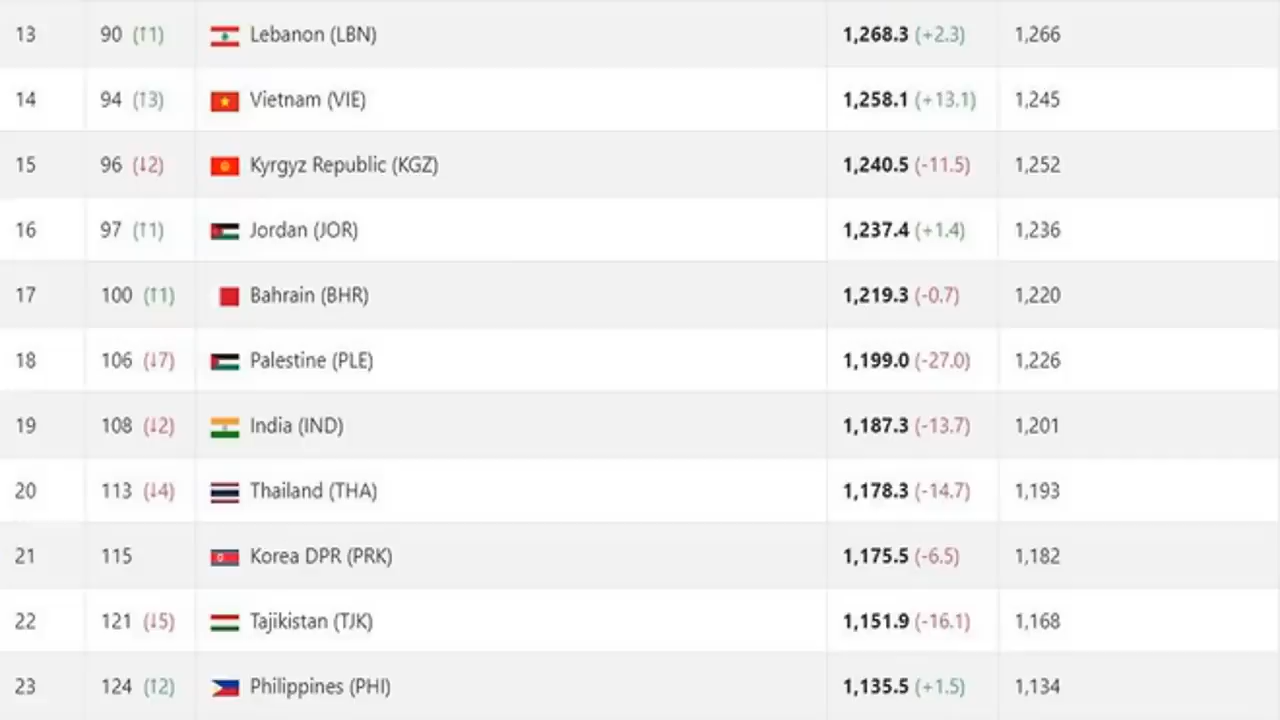 13 90 (↑1) Lebanon (LBN) 1,268.3 (+2.3) 1,266
14 94 (↑3) Vietnam (VIE) 1,258.1 (+13.1) 1,245
15 96 (↓2) Kyrgyz Republic (KGZ) 1,240.5 (-11.5) 1,252
16 97 (↑1) Jordan (JOR) 1,237.4 (+1.4) 1,236
17 100 (↑1) Bahrain (BHR) 1,219.3 (-0.7) 1,220
18 106 (↓7) Palestine (PLE) 1,199.0 (-27.0) 1,226
19 108 (↓2) India (IND) 1,187.3 (-13.7) 1,201
20 113 (↓4) Thailand (THA) 1,178.3 (-14.7) 1,193
21 115 Korea DPR (PRK) 1,175.5 (-6.5) 1,182
22 121 (↓5) Tajikistan (TJK) 1,151.9 (-16.1) 1,168
23 124 (↑2) Philippines (PHI) 1,135.5 (+1.5) 1,134